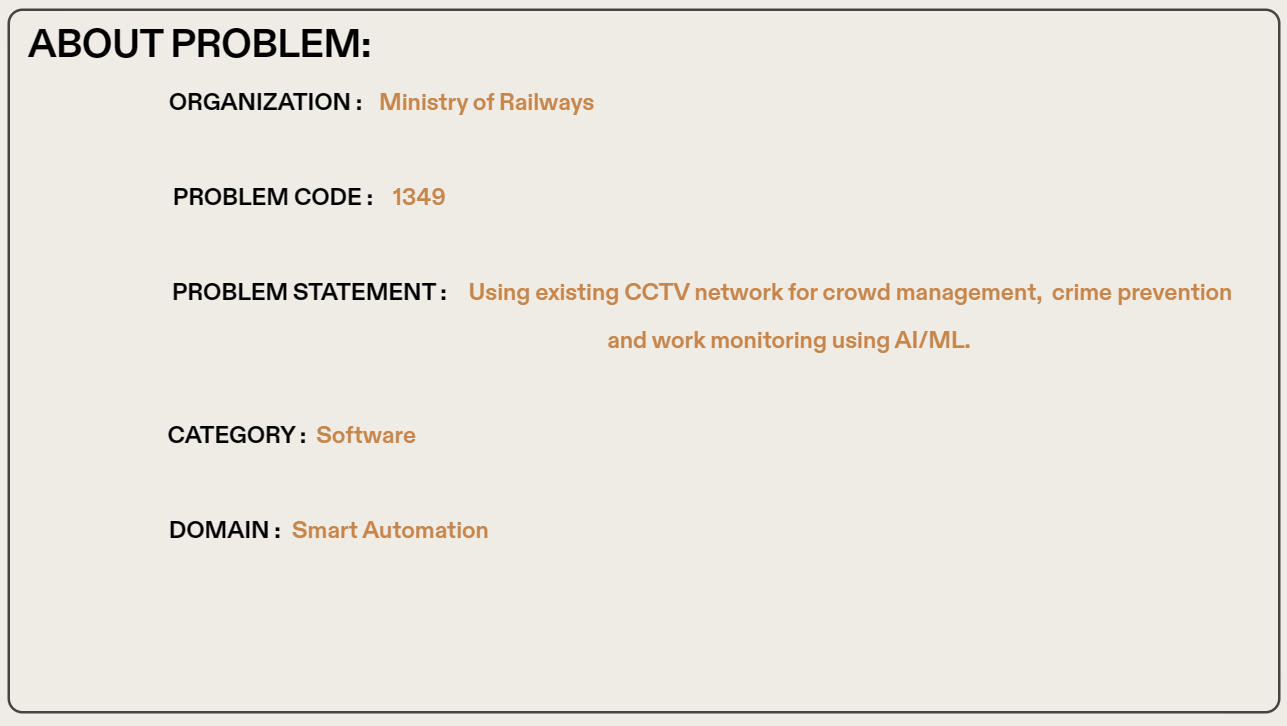 ABOUT PROBLEM:
ORGANIZATION : Ministry of Railways
PROBLEM CODE : 1349
PROBLEM STATEMENT : Using existing CCTV network for crowd management, crime prevention
and work monitoring using AI/ML.
CATEGORY : Software
DOMAIN : Smart Automation